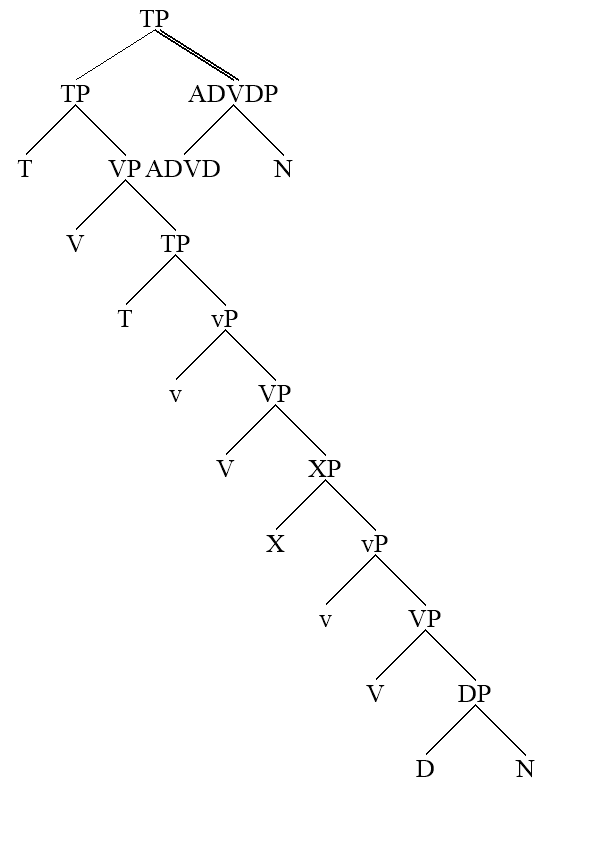 TP
TP ADVDP
T VP ADVD N
V TP
T vP
v VP
V XP
X vP
v VP
V DP
D N